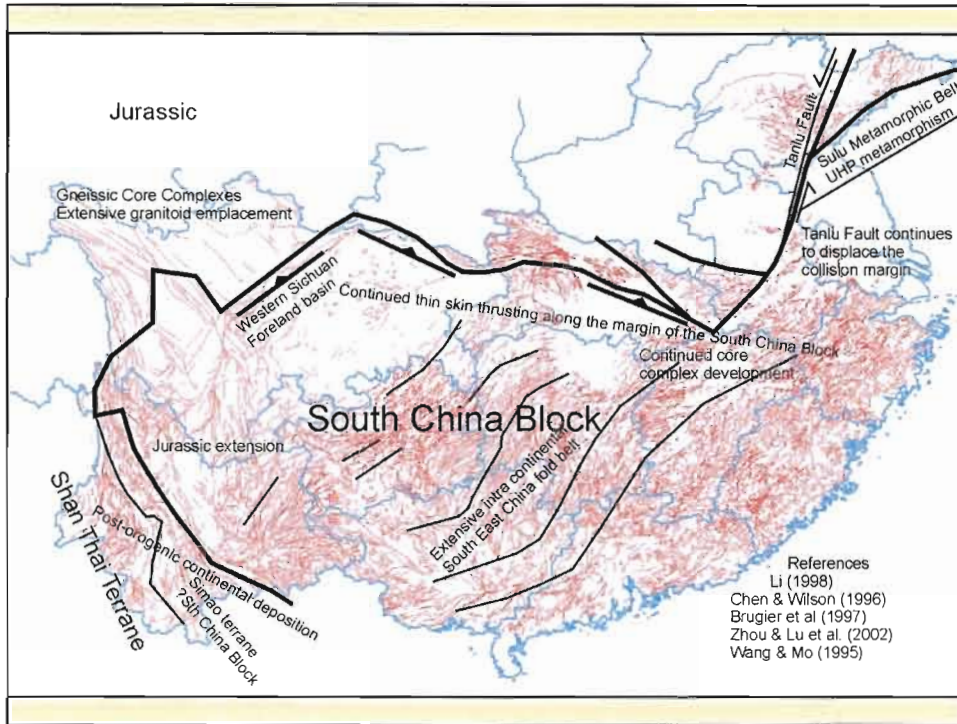 Jurassic
Tanlu Fault
Sulu Metamorphic Belt
UHP metamorphism
Gneissic Core Complexes
Extensive granitoid emplacement
Tanlu Fault continues
to displace the
collision margin
Western Sichuan
Foreland basin
Continued thin skin thrusting along the margin of the South China Block
Continued core
complex development
South China Block
Jurassic extension
Extensive intra continental
South East China fold belt
Shan Thai Terrane
Post-orogenic continental deposition
Simao terrane
?Sth China Block
References
Li (1998)
Chen & Wilson (1996)
Brugier et al (1997)
Zhou & Lu et al. (2002)
Wang & Mo (1995)